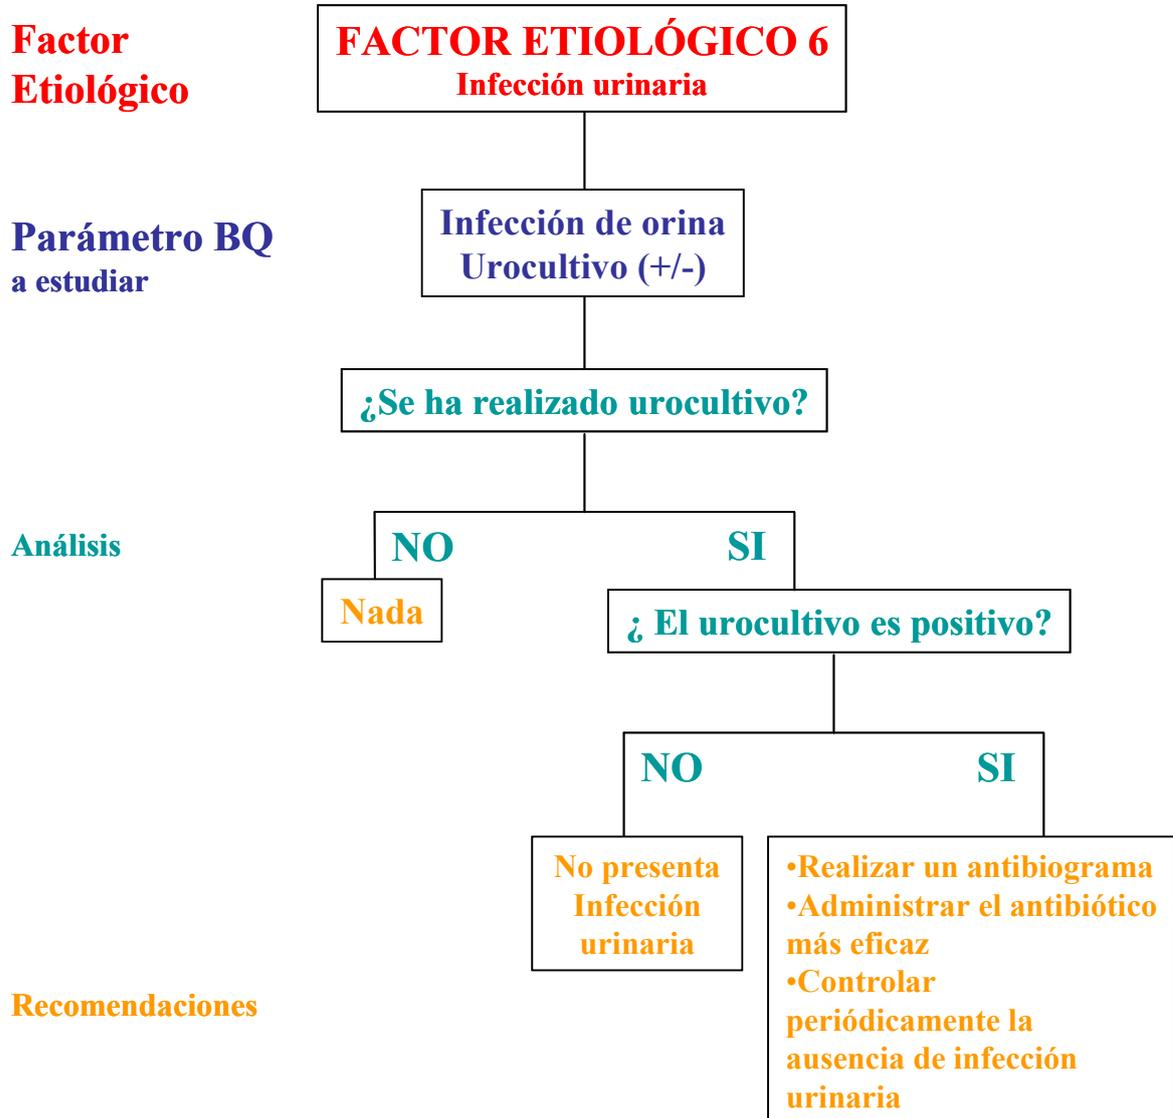 Factor
Etiológico
FACTOR ETIOLÓGICO 6
Infección urinaria
Parámetro BQ
a estudiar
Infección de orina
Urocultivo (+/-)
¿Se ha realizado urocultivo?
Análisis
NO
SI
Nada
¿ El urocultivo es positivo?
NO
SI
No presenta
Infección
urinaria
•Realizar un antibiograma
•Administrar el antibiótico
más eficaz
•Controlar
periódicamente la
ausencia de infección
urinaria
Recomendaciones